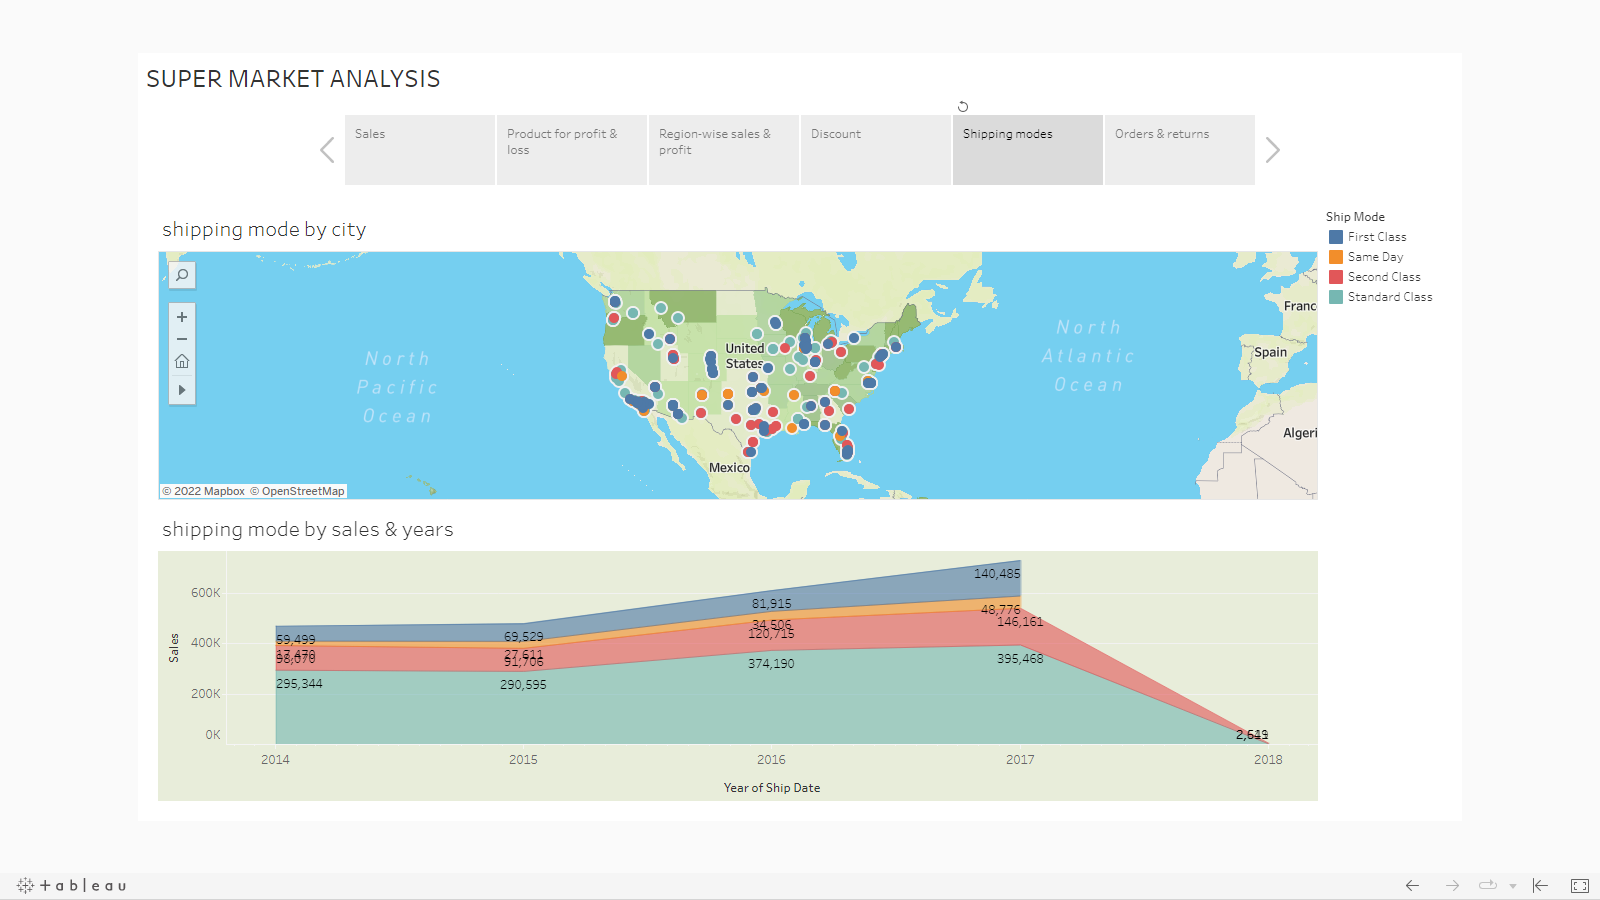 SUPER MARKET ANALYSIS
Sales
Product for profit &
loss
Region-wise sales &
profit
Discount
Shipping modes
Orders & returns
shipping mode by city
Ship Mode
First Class
Same Day
Second Class
Standard Class
North
Pacific
Ocean
United
States
Mexico
North
Atlantic
Ocean
Franc
Spain
Algeri
© 2022 Mapbox © OpenStreetMap
shipping mode by sales & years
Sales
600K
400K
200K
0K
59,499
295,344
69,529
27,611
91,706
290,595
81,915
34,506
120,715
374,190
140,485
48,776
146,161
395,468
2014
2015
2016
2017
2018
Year of Ship Date
+ableau